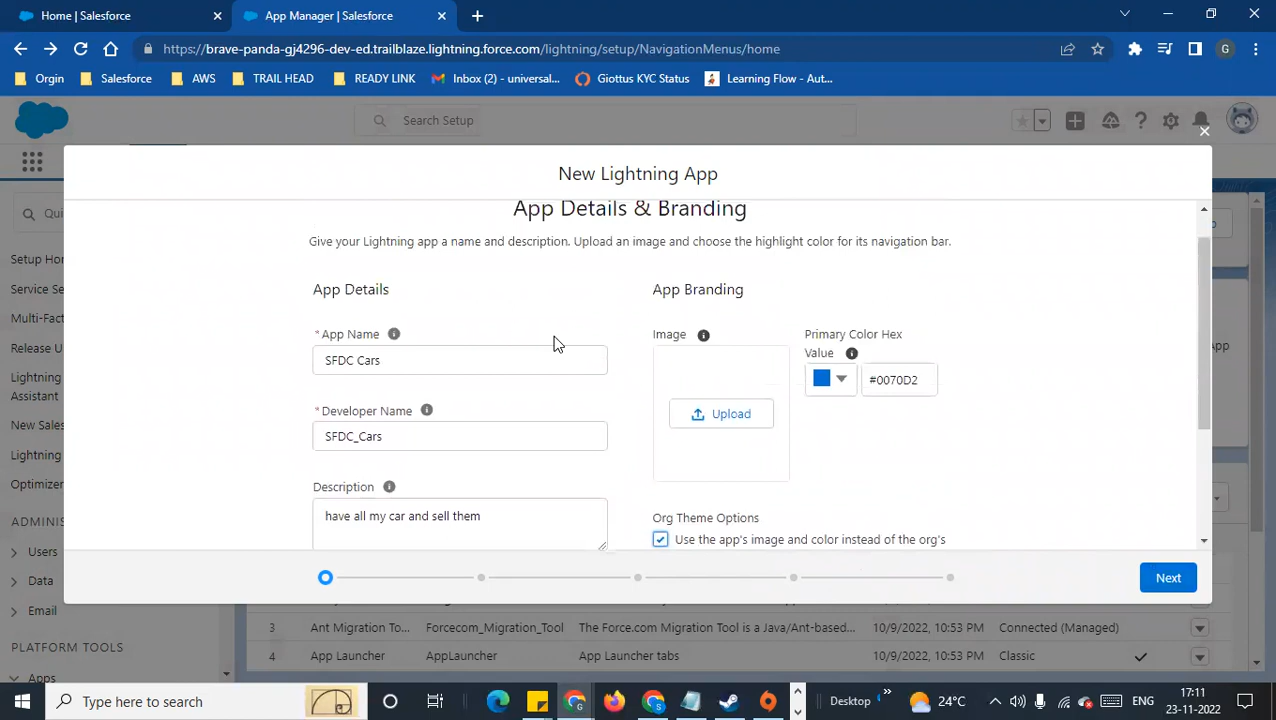 Home | Salesforce
App Manager | Salesforce
https://brave-panda-gj4296-dev-ed.trailblaze.lightning.force.com/lightning/setup/NavigationMenus/home
G
Orgin
Salesforce
AWS
TRAIL HEAD
READY LINK
Inbox (2) - universal...
Giottus KYC Status
Learning Flow - Aut...
Search Setup
New Lightning App
App Details & Branding
Give your Lightning app a name and description. Upload an image and choose the highlight color for its navigation bar.
App Details
App Branding
* App Name
SFDC Cars
* Developer Name
SFDC_Cars
Description
have all my car and sell them
Image
Upload
Primary Color Hex
Value
#0070D2
Org Theme Options
Use the app's image and color instead of the org's
Next
Qui
Setup Hom
Service Se
Multi-Fact
Release U
Lightning
Assistant
New Sales
Lightning
Optimizer
ADMINIS
Users
Data
Email
PLATFORM TOOLS
Apps
App
3 Ant Migration To... Forcecom_Migration_Tool The Force.com Migration Tool is a Java/Ant-based... 10/9/2022, 10:53 PM Connected (Managed)
4 App Launcher AppLauncher App Launcher tabs 10/9/2022, 10:53 PM Classic
Type here to search
Desktop
24°C
ENG
17:11
23-11-2022